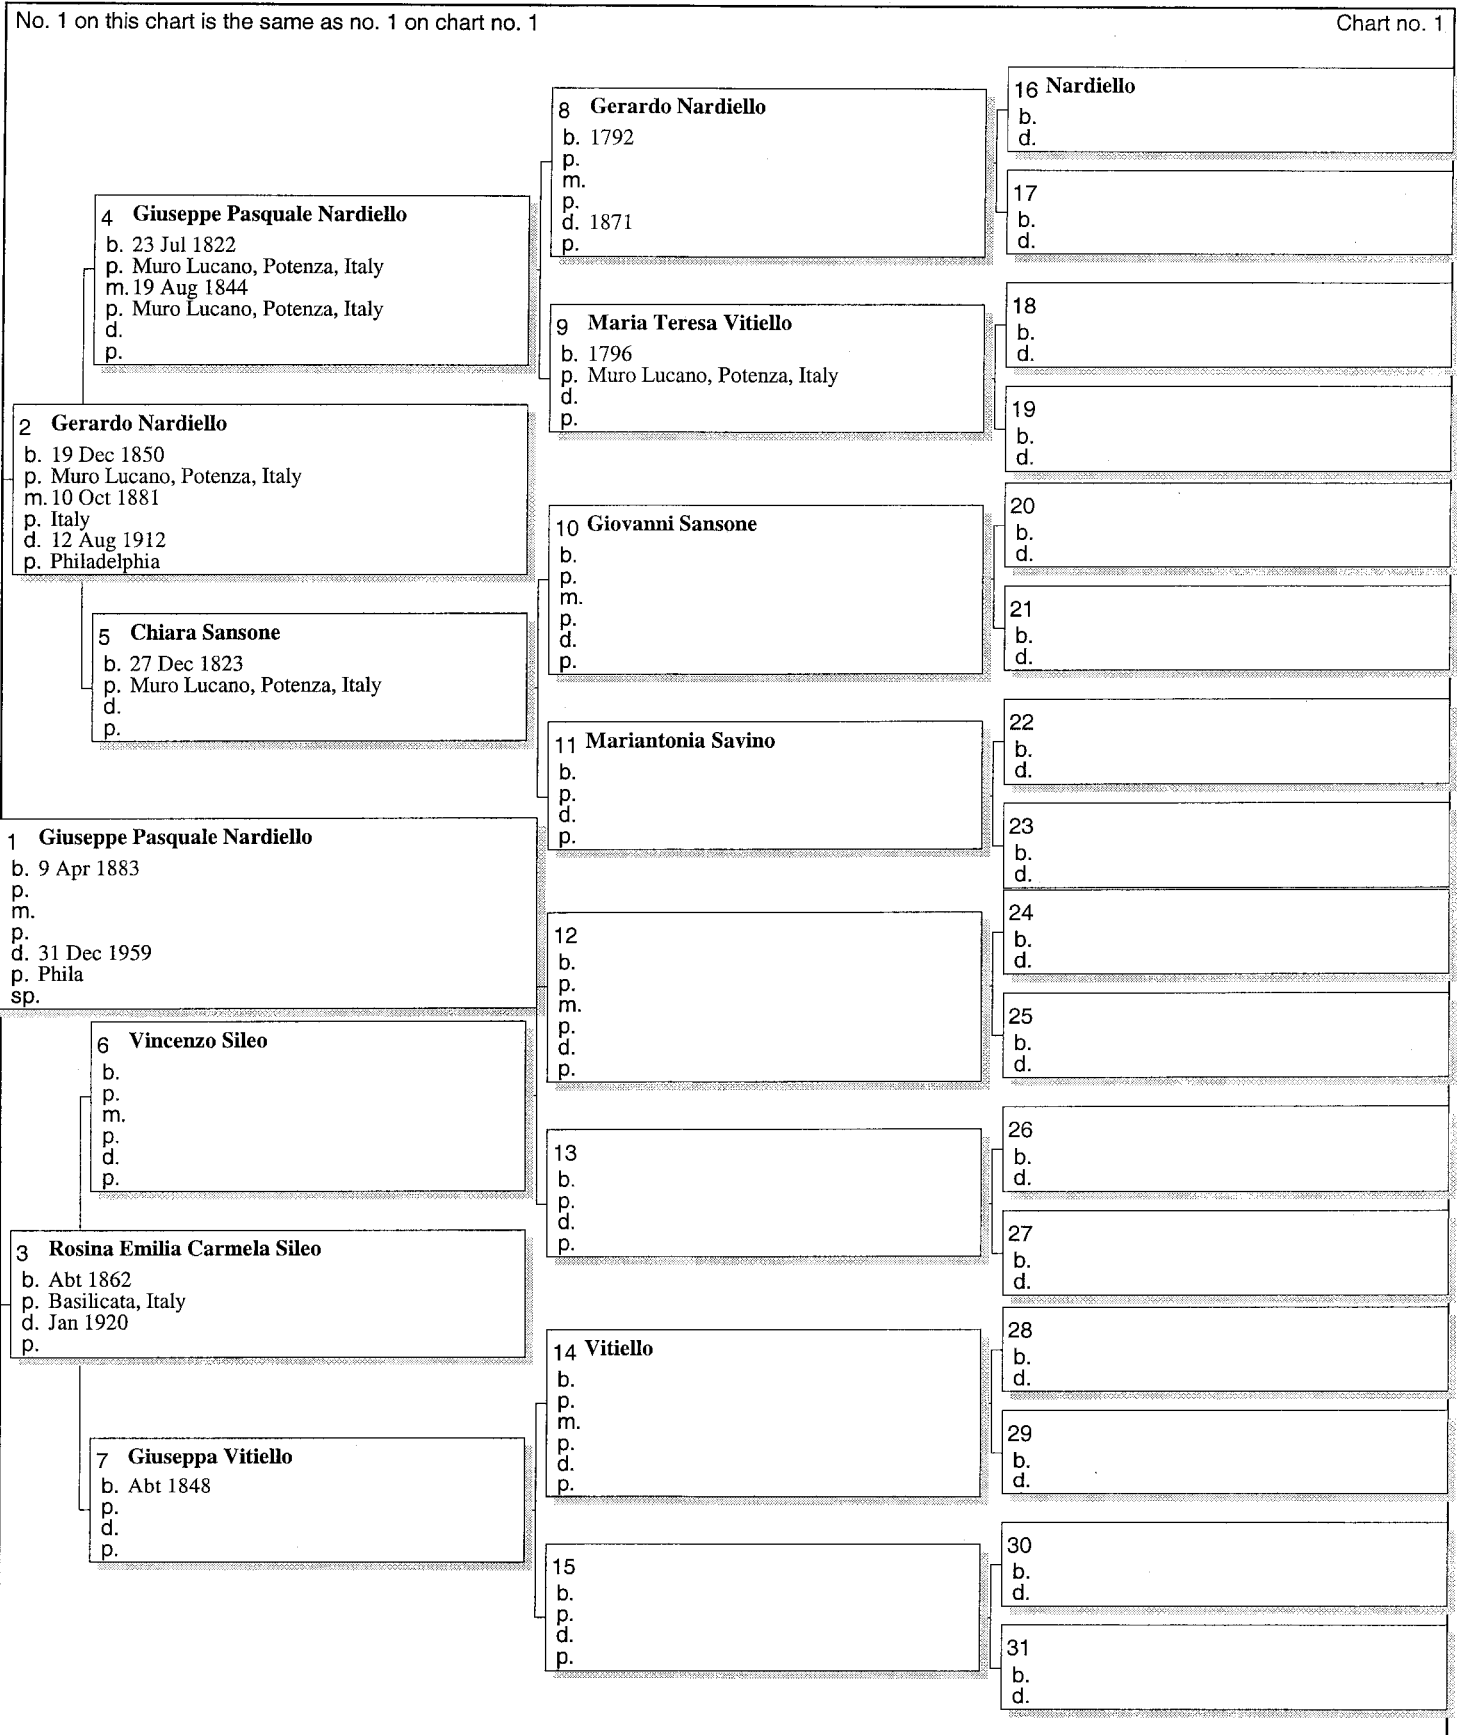 No. 1 on this chart is the same as no. 1 on chart no. 1
Chart no. 1
1 Giuseppe Pasquale Nardiello
b. 9 Apr 1883
p.
m.
p.
d. 31 Dec 1959
p. Phila
sp.
2 Gerardo Nardiello
b. 19 Dec 1850
p. Muro Lucano, Potenza, Italy
m. 10 Oct 1881
p. Italy
d. 12 Aug 1912
p. Philadelphia
3 Rosina Emilia Carmela Sileo
b. Abt 1862
p. Basilicata, Italy
d. Jan 1920
p.
4 Giuseppe Pasquale Nardiello
b. 23 Jul 1822
p. Muro Lucano, Potenza, Italy
m. 19 Aug 1844
p. Muro Lucano, Potenza, Italy
d.
p.
5 Chiara Sansone
b. 27 Dec 1823
p. Muro Lucano, Potenza, Italy
d.
p.
6 Vincenzo Sileo
b.
p.
m.
p.
d.
p.
7 Giuseppa Vitiello
b. Abt 1848
p.
d.
p.
8 Gerardo Nardiello
b. 1792
p.
m.
p.
d. 1871
p.
9 Maria Teresa Vitiello
b. 1796
p. Muro Lucano, Potenza, Italy
d.
p.
10 Giovanni Sansone
b.
p.
m.
p.
d.
p.
11 Mariantonia Savino
b.
p.
d.
p.
12
b.
p.
m.
p.
d.
p.
13
b.
p.
d.
p.
14 Vitiello
b.
p.
m.
p.
d.
p.
15
b.
p.
d.
p.
16 Nardiello
b.
d.
17
b.
d.
18
b.
d.
19
b.
d.
20
b.
d.
21
b.
d.
22
b.
d.
23
b.
d.
24
b.
d.
25
b.
d.
26
b.
d.
27
b.
d.
28
b.
d.
29
b.
d.
30
b.
d.
31
b.
d.